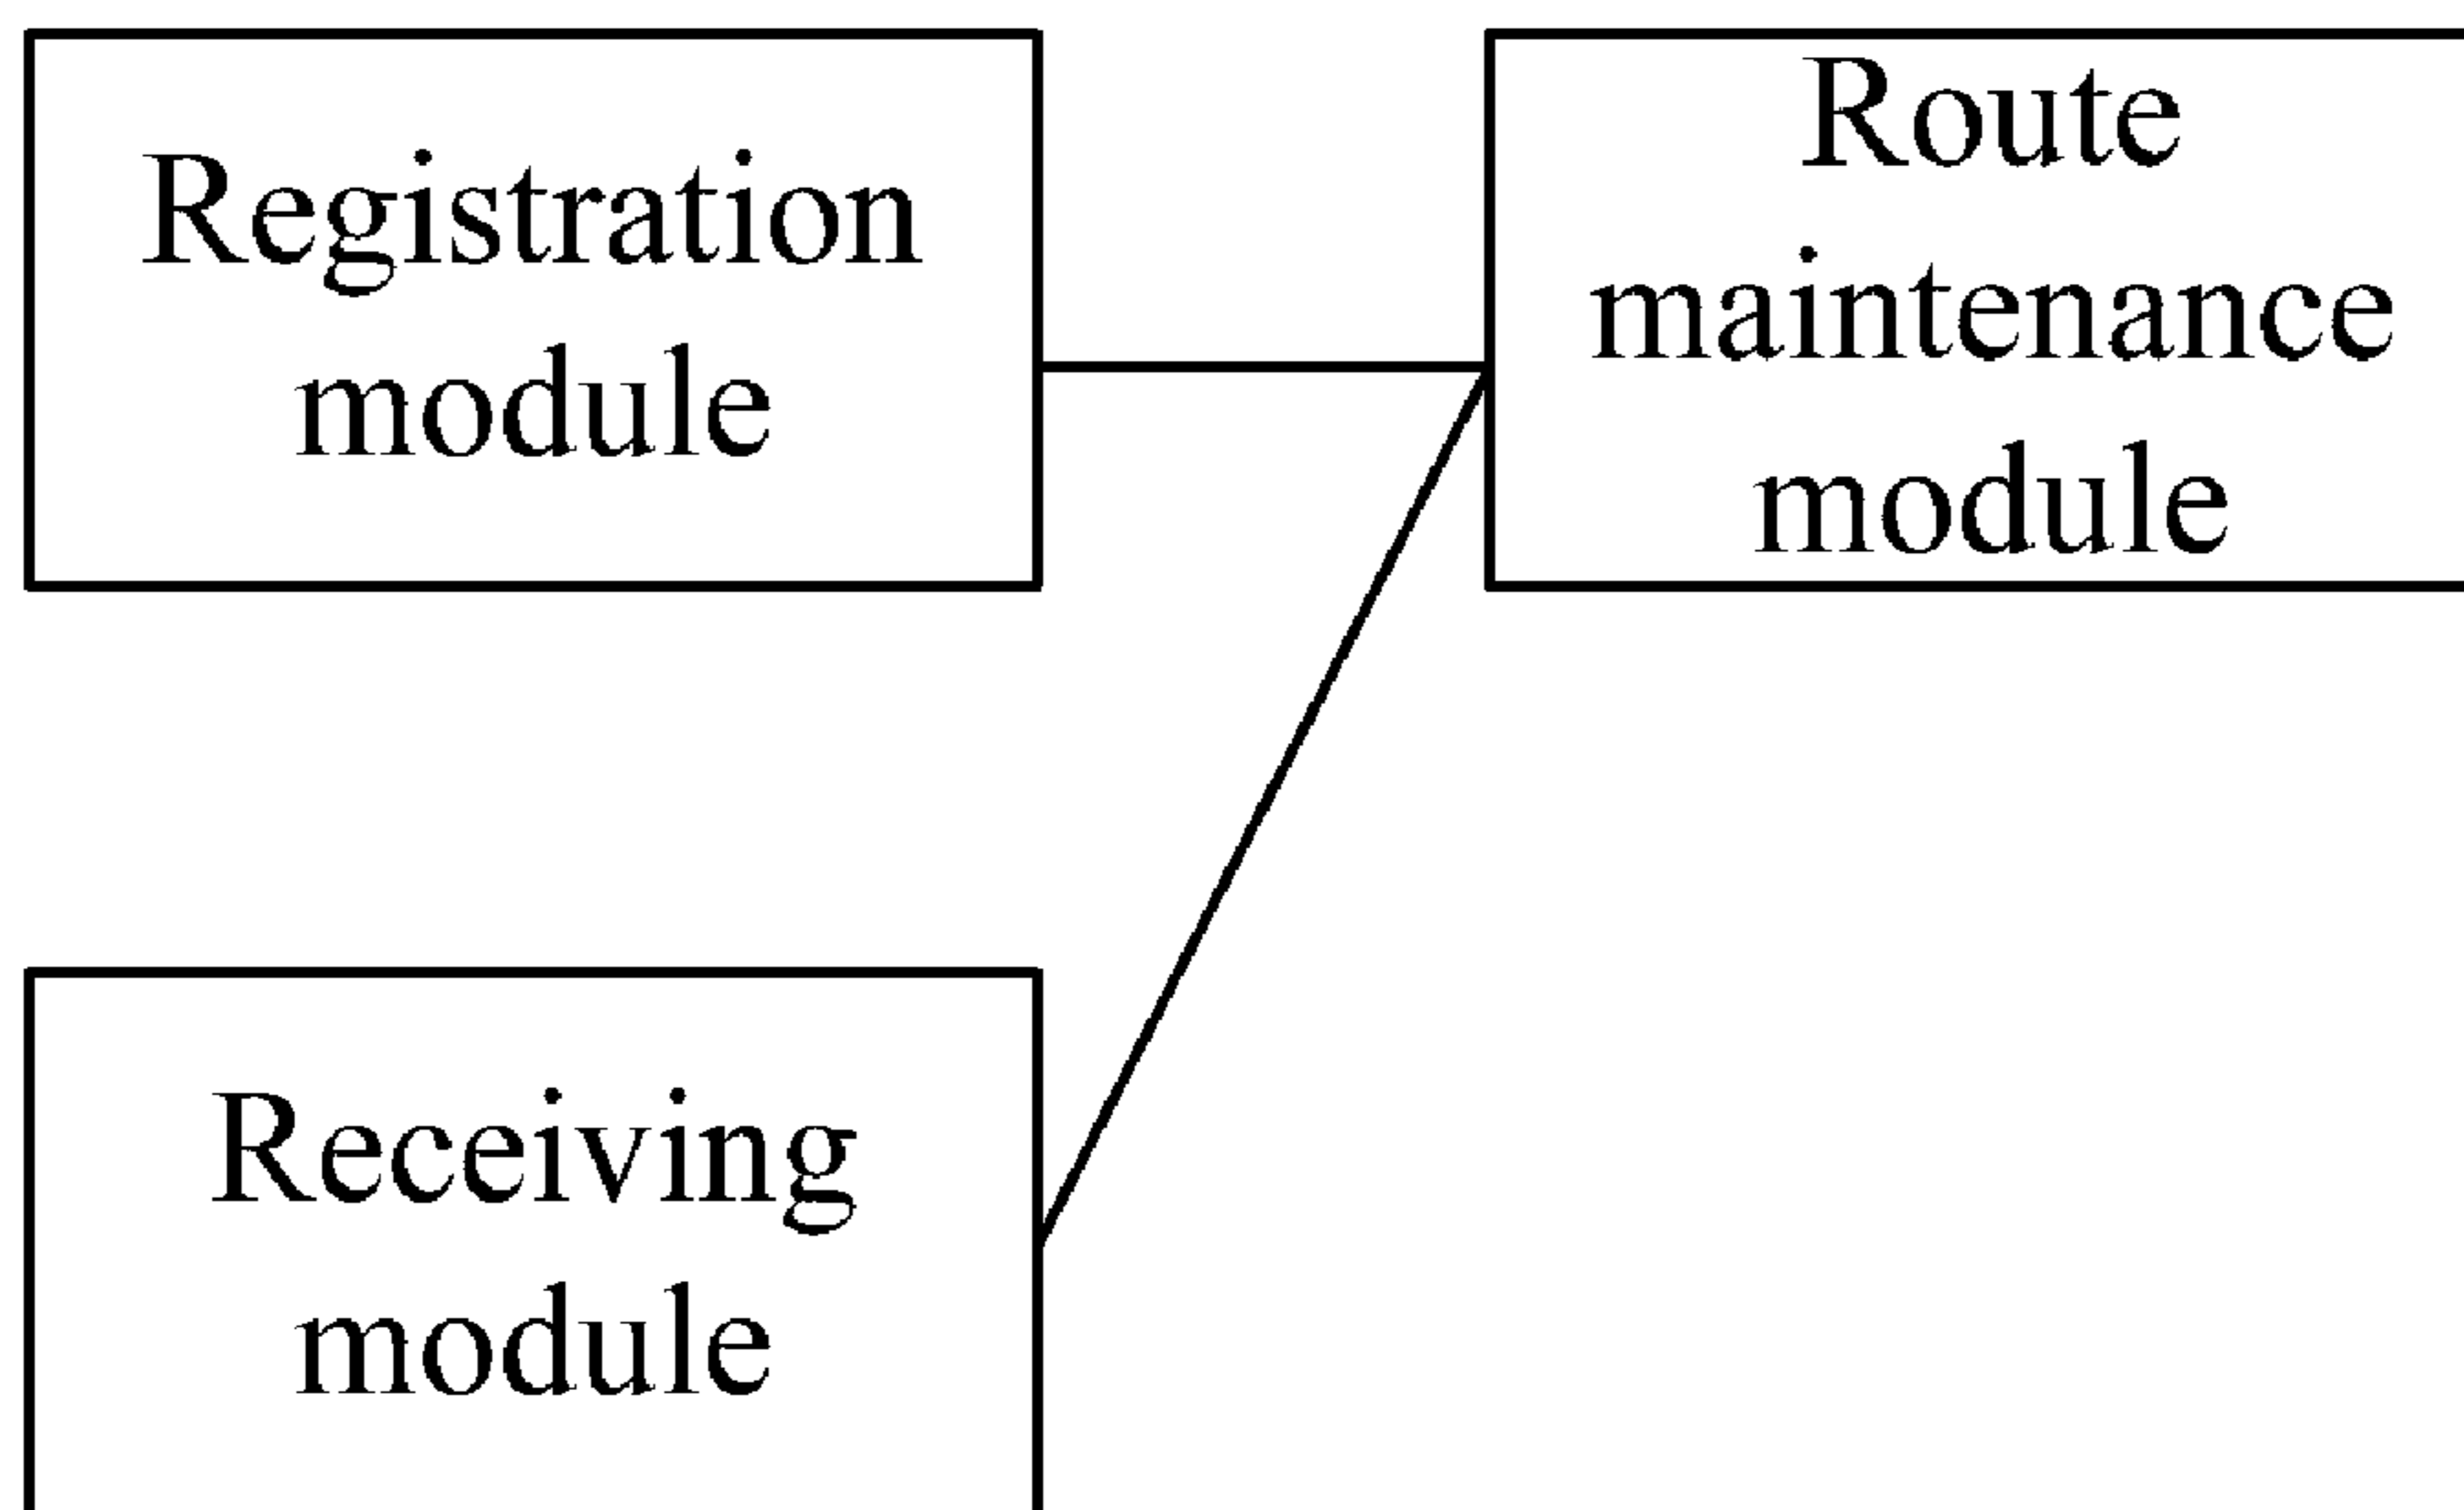 Registration
module
Route
maintenance
module
Receiving
module